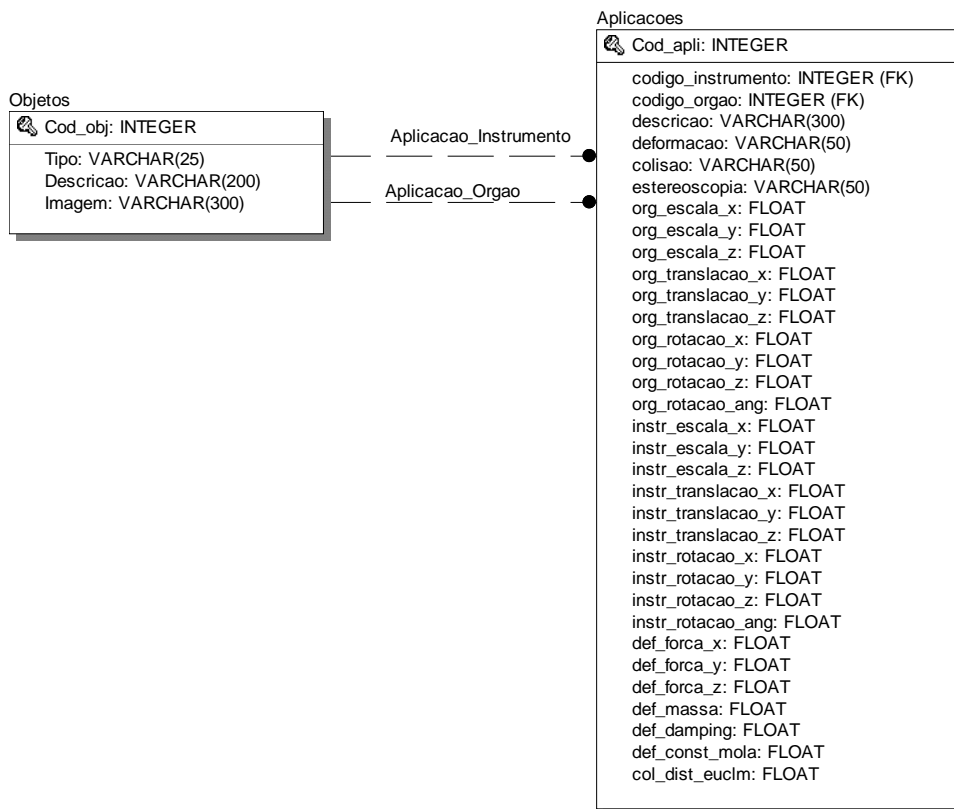 Objetos
Cod_obj: INTEGER
Tipo: VARCHAR(25)
Descricao: VARCHAR(200)
Imagem: VARCHAR(300)
Aplicacao_Instrumento
Aplicacao_Orgao
Aplicacoes
Cod_apli: INTEGER
codigo_instrumento: INTEGER (FK)
codigo_orgao: INTEGER (FK)
descricao: VARCHAR(300)
deformacao: VARCHAR(50)
colisao: VARCHAR(50)
estereoscopia: VARCHAR(50)
org_escala_x: FLOAT
org_escala_y: FLOAT
org_escala_z: FLOAT
org_translacao_x: FLOAT
org_translacao_y: FLOAT
org_translacao_z: FLOAT
org_rotacao_x: FLOAT
org_rotacao_y: FLOAT
org_rotacao_z: FLOAT
org_rotacao_ang: FLOAT
instr_escala_x: FLOAT
instr_escala_y: FLOAT
instr_escala_z: FLOAT
instr_translacao_x: FLOAT
instr_translacao_y: FLOAT
instr_translacao_z: FLOAT
instr_rotacao_x: FLOAT
instr_rotacao_y: FLOAT
instr_rotacao_z: FLOAT
instr_rotacao_ang: FLOAT
def_forca_x: FLOAT
def_forca_y: FLOAT
def_forca_z: FLOAT
def_massa: FLOAT
def_damping: FLOAT
def_const_mola: FLOAT
col_dist_euclm: FLOAT